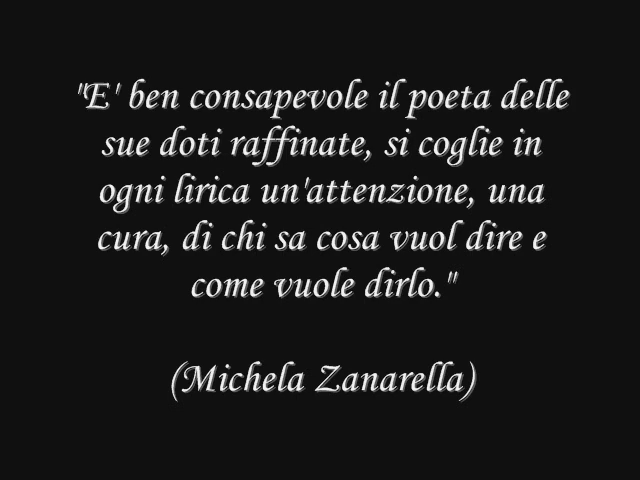 "E' ben consapevole il poeta delle
sue doti raffinate, si coglie in
ogni lirica un'attenzione, una
cura, di chi sa cosa vuol dire e
come vuole dirlo."
(Michela Zanarella)